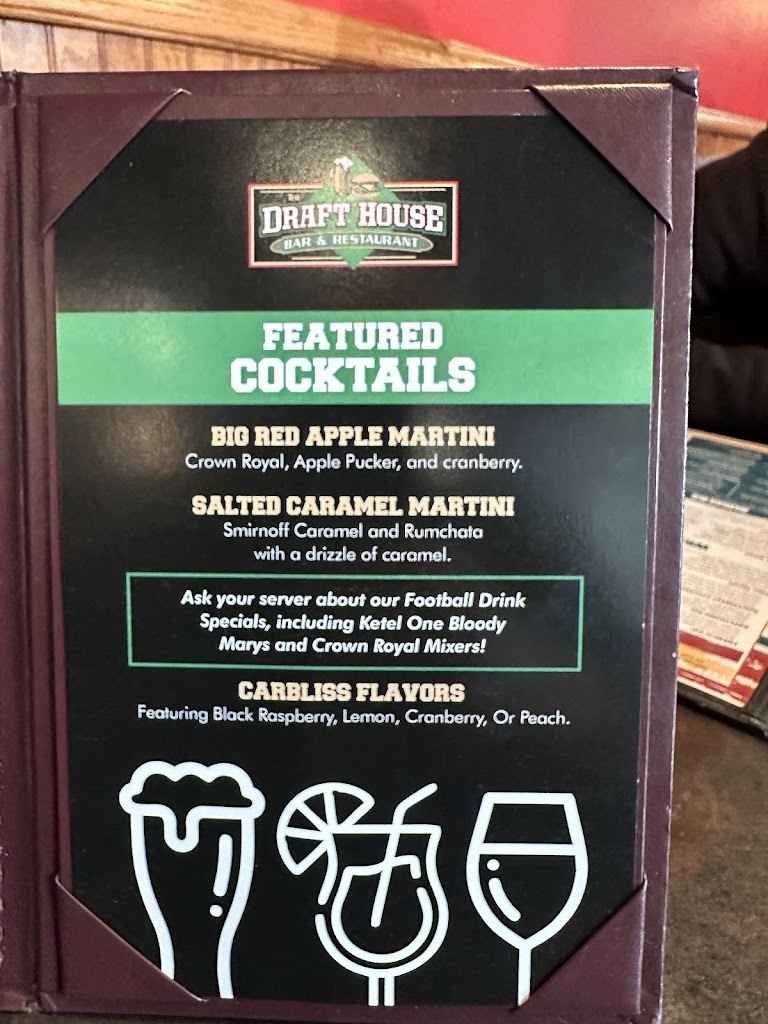 THE
DRAFT HOUSE
BAR & RESTAURANT
FEATURED
COCKTAILS
BIG RED APPLE MARTINI
Crown Royal, Apple Pucker, and cranberry.
SALTED CARAMEL MARTINI
Smirnoff Caramel and Rumchata
with a drizzle of caramel.
Ask your server about our Football Drink
Specials, including Ketel One Bloody
Marys and Crown Royal Mixers!
CARBLISS FLAVORS
Featuring Black Raspberry, Lemon, Cranberry, Or Peach.